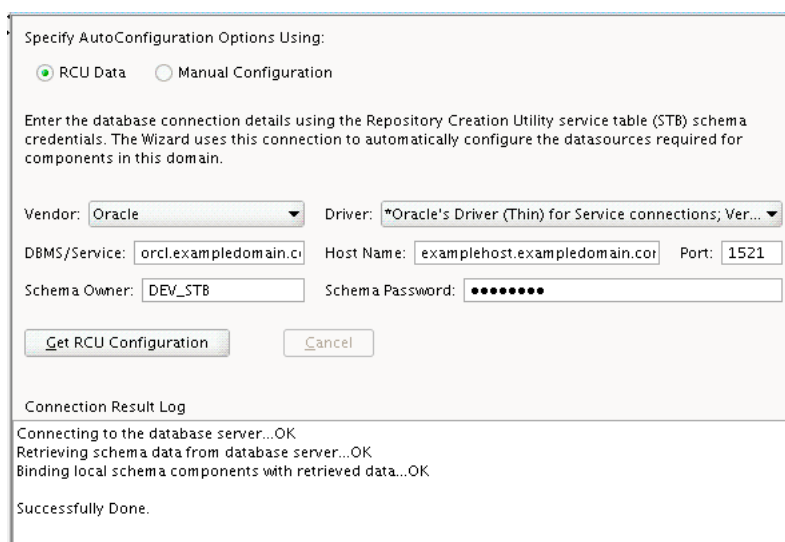 Specify AutoConfiguration Options Using:
RCU Data Manual Configuration
Enter the database connection details using the Repository Creation Utility service table (STB) schema
credentials. The Wizard uses this connection to automatically configure the datasources required for
components in this domain.
Vendor: Oracle Driver: *Oracle's Driver (Thin) for Service connections; Ver...
DBMS/Service: orcl.exampledomain.c Host Name: examplehost.exampledomain.cor Port: 1521
Schema Owner: DEV_STB Schema Password: ●●●●●●●●
Get RCU Configuration Cancel
Connection Result Log
Connecting to the database server...OK
Retrieving schema data from database server...OK
Binding local schema components with retrieved data...OK
Successfully Done.